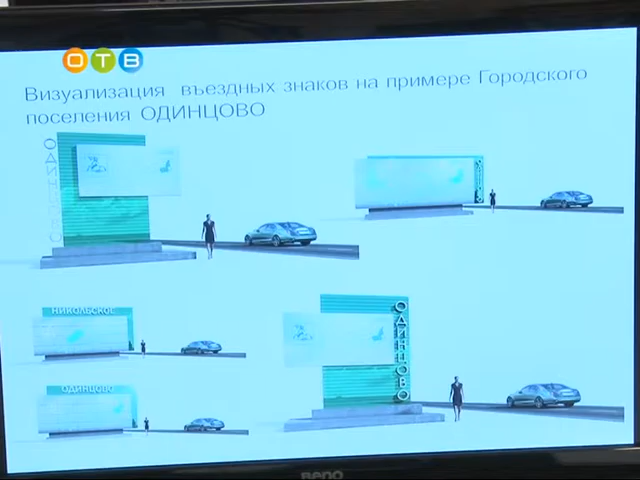 ОТВ
Визуализация въездных знаков на примере Городского
поселения ОДИНЦОВО
ОДИНЦОВО
НИКОЛЬСКОЕ
ОДИНЦОВО
ОДИНЦОВО
BenQ